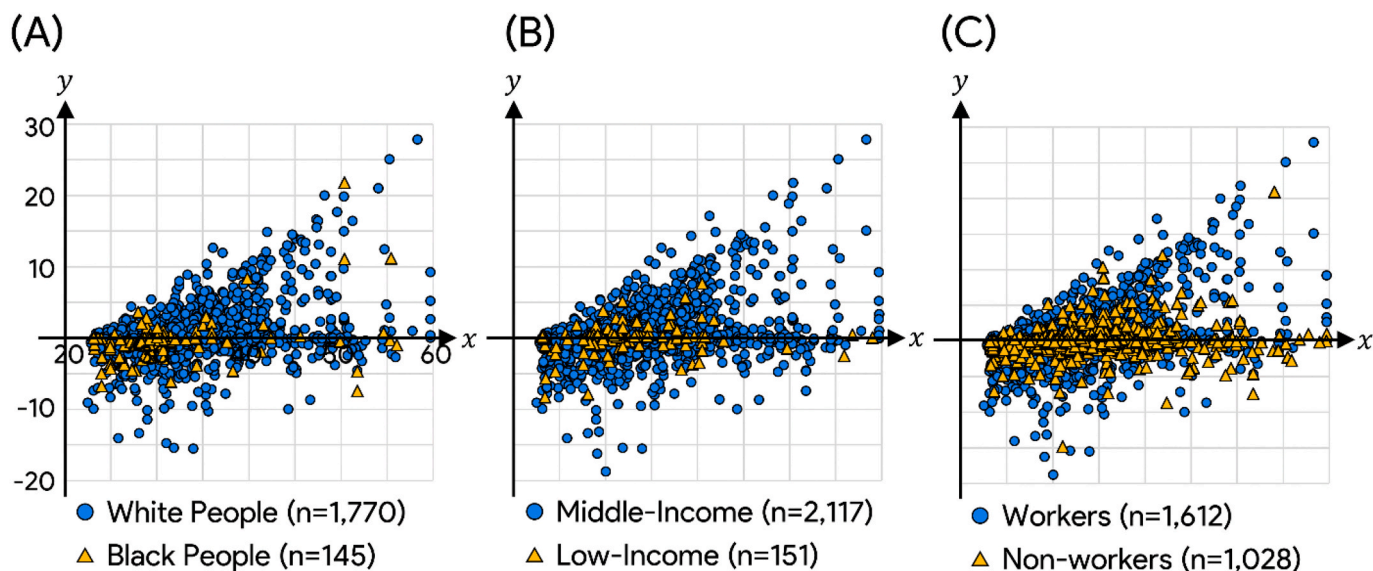 (A)
(B)
(C)
y
y
y
30
20
10
0
-10
-20
20
60
x
x
x
White People (n=1,770)
Black People (n=145)
Middle-Income (n=2,117)
Low-Income (n=151)
Workers (n=1,612)
Non-workers (n=1,028)